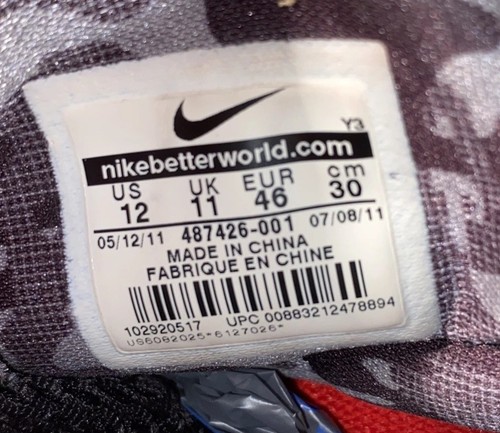 Y3
nikebetterworld.com
US UK EUR cm
12 11 46 30
05/12/11 487426-001 07/08/11
MADE IN CHINA
FABRIQUE EN CHINE
102920517 UPC 00883212478894
US6082025*6127026*